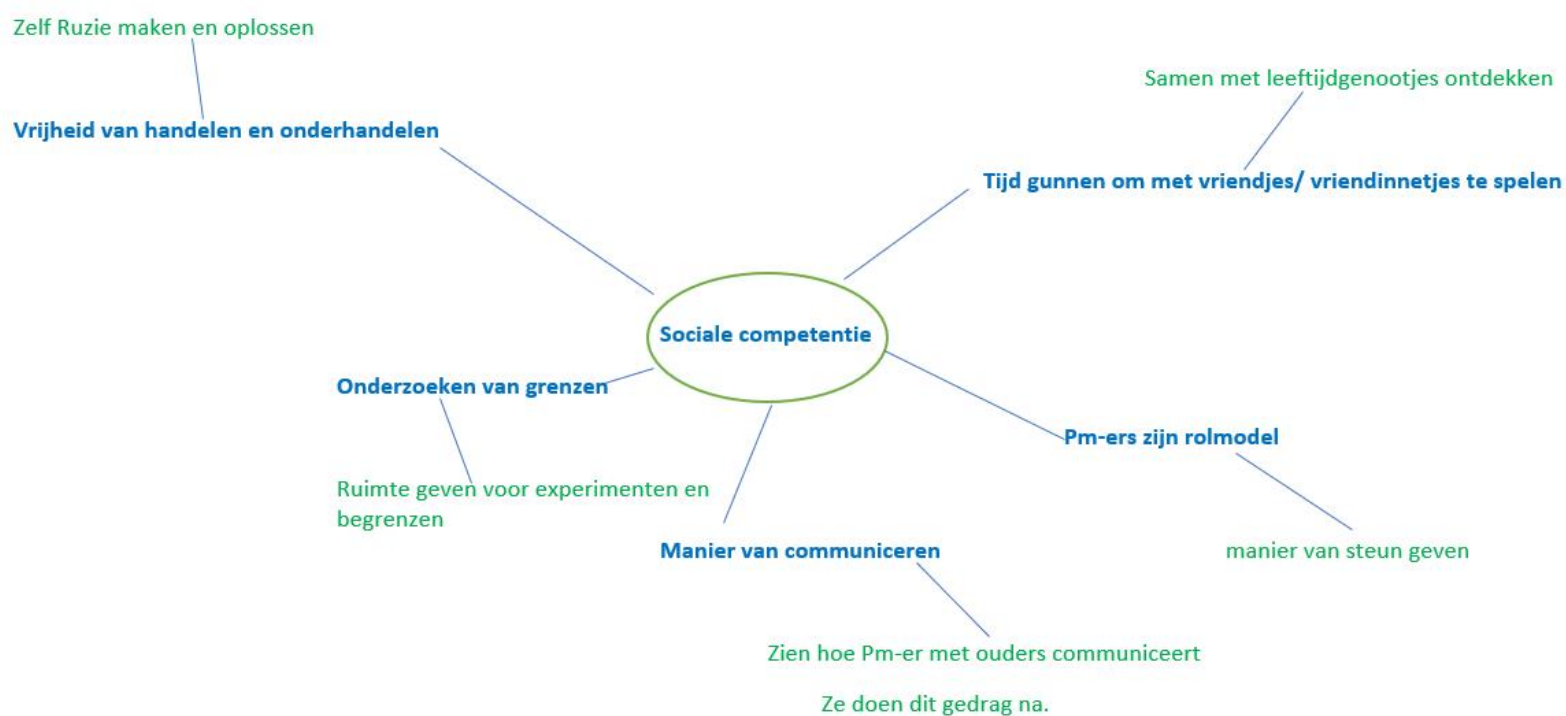 Zelf Ruzie maken en oplossen
Samen met leeftijdgenootjes ontdekken
Vrijheid van handelen en onderhandelen
Tijd gunnen om met vriendjes/ vriendinnetjes te spelen
Sociale competentie
Onderzoeken van grenzen
Pm-ers zijn rolmodel
Ruimte geven voor experimenten en
begrenzen
Manier van communiceren
manier van steun geven
Zien hoe Pm-er met ouders communiceert
Ze doen dit gedrag na.